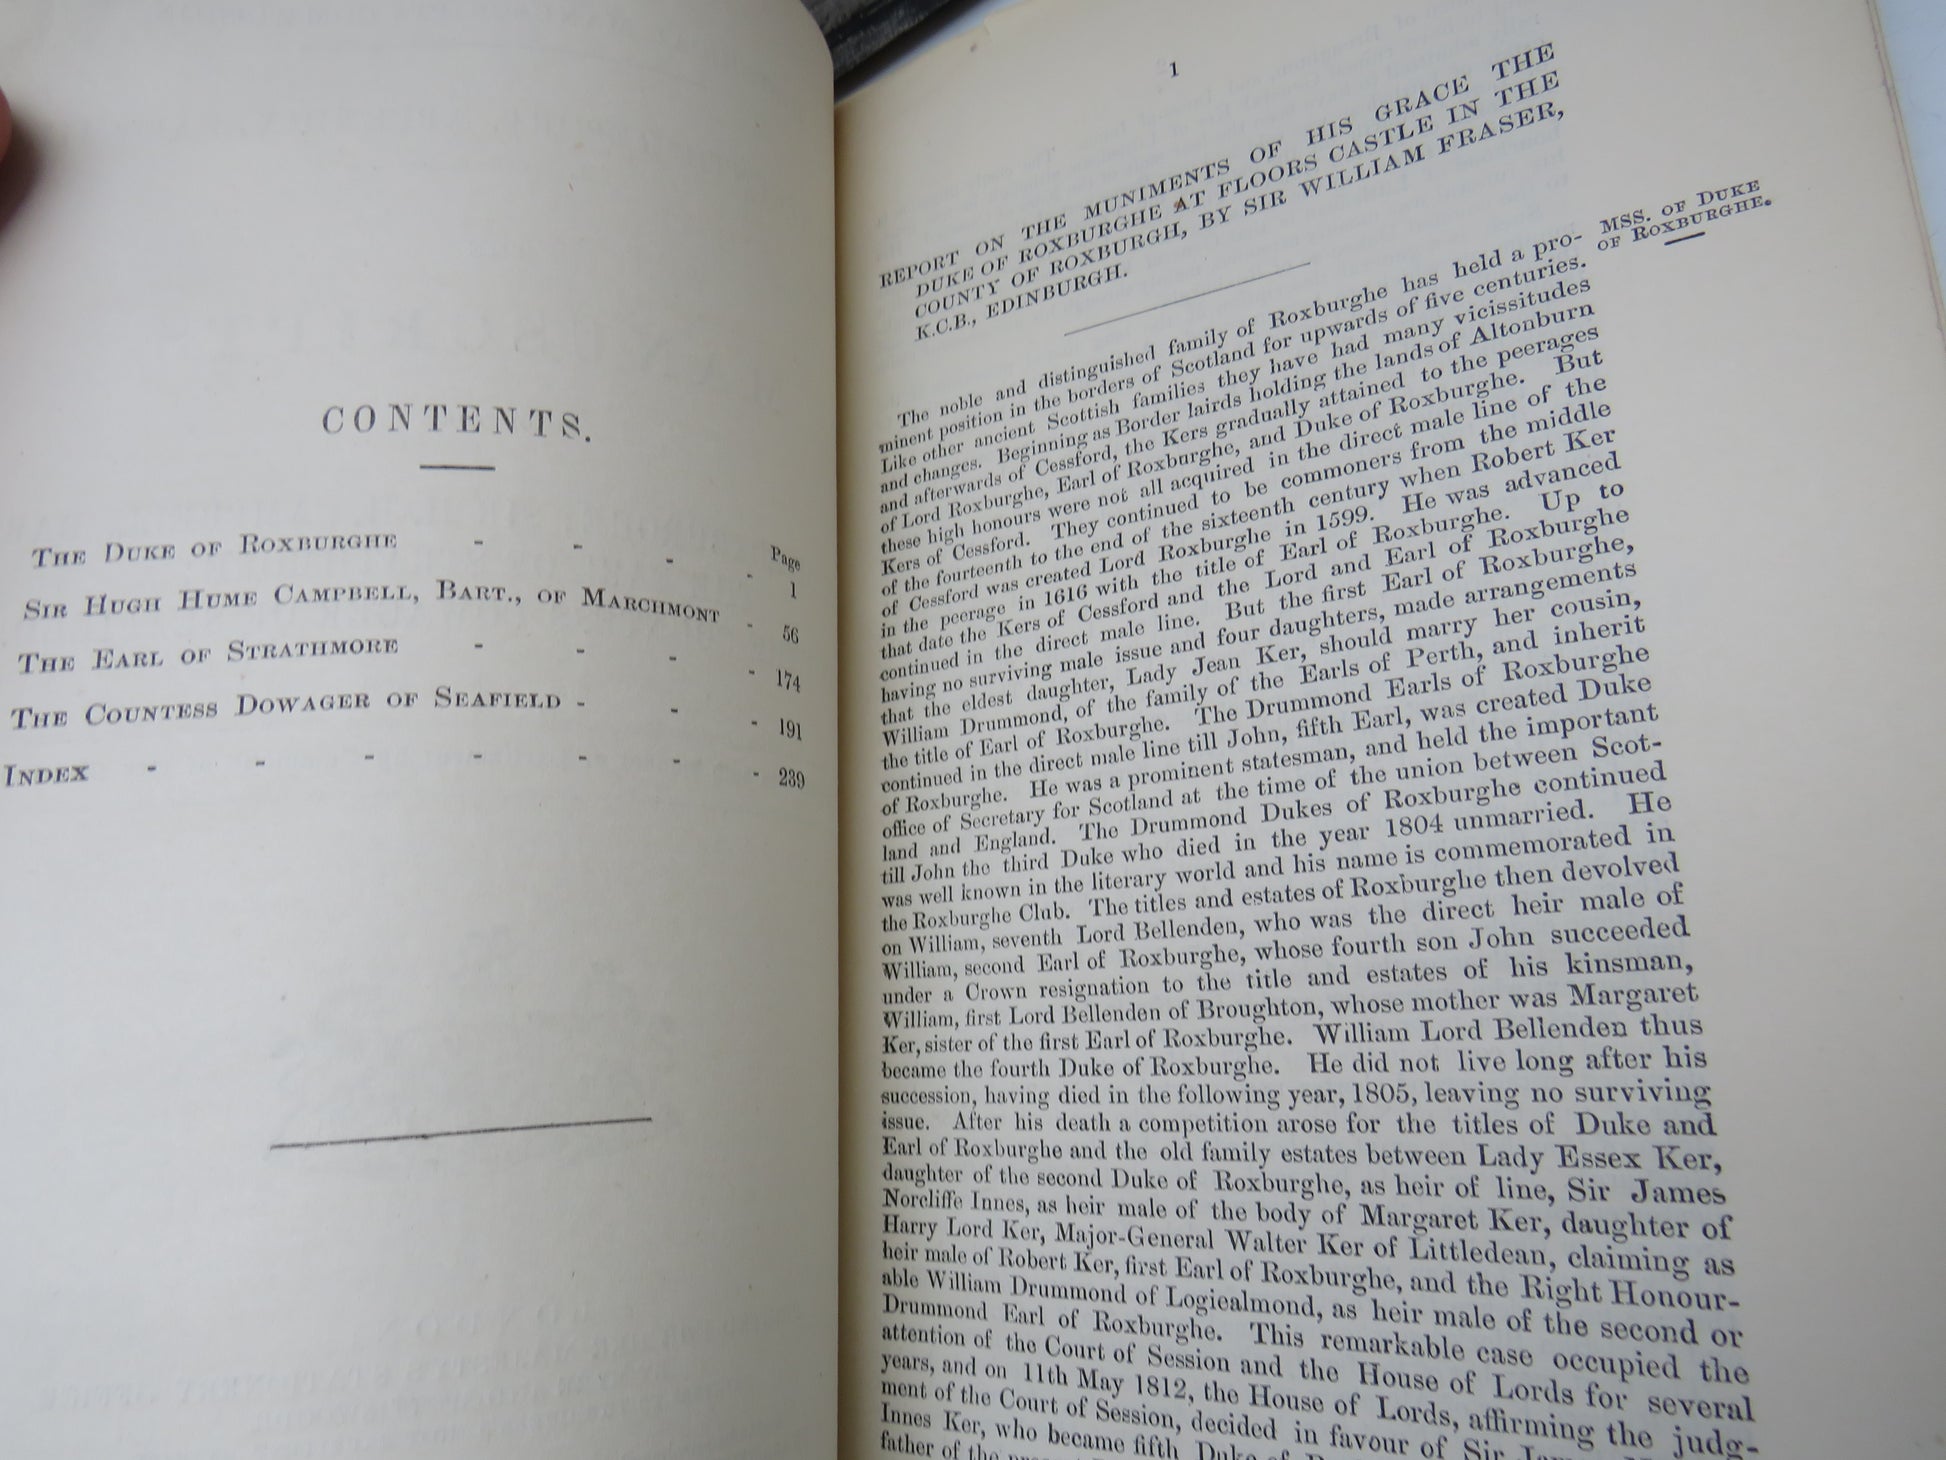 CONTENTS.
Page
THE DUKE OF ROXBURGHE - - - - 1
SIR HUGH HUME CAMPBELL, BART., OF MARCHMONT - 56
THE EARL OF STRATHMORE - - - - 174
THE COUNTESS DOWAGER OF SEAFIELD - - - 191
INDEX - - - - - - - 239
1
REPORT ON THE MUNIMENTS OF HIS GRACE THE
DUKE OF ROXBURGHE AT FLOORS CASTLE IN THE
COUNTY OF ROXBURGH, BY SIR WILLIAM FRASER,
K.C.B., EDINBURGH.
MSS. OF DUKE
OF ROXBURGHE.
The noble and distinguished family of Roxburghe has held a pro-
minent position in the borders of Scotland for upwards of five centuries.
Like other ancient Scottish families they have had many vicissitudes
and changes. Beginning as Border lairds holding the lands of Altonburn
and afterwards of Cessford, the Kers gradually attained to the peerages
of Lord Roxburghe, Earl of Roxburghe, and Duke of Roxburghe. But
these high honours were not all acquired in the direct male line of the
Kers of Cessford. They continued to be commoners from the middle
of the fourteenth to the end of the sixteenth century when Robert Ker
of Cessford was created Lord Roxburghe in 1599. He was advanced
in the peerage in 1616 with the title of Earl of Roxburghe. Up to
that date the Kers of Cessford and the Lord and Earl of Roxburghe
continued in the direct male line. But the first Earl of Roxburghe,
having no surviving male issue and four daughters, made arrangements
that the eldest daughter, Lady Jean Ker, should marry her cousin,
William Drummond, of the family of the Earls of Perth, and inherit
the title of Earl of Roxburghe. The Drummond Earls of Roxburghe
continued in the direct male line till John, fifth Earl, was created Duke
of Roxburghe. He was a prominent statesman, and held the important
office of Secretary for Scotland at the time of the union between Scot-
land and England. The Drummond Dukes of Roxburghe continued
till John the third Duke who died in the year 1804 unmarried. He
was well known in the literary world and his name is commemorated in
the Roxburghe Club. The titles and estates of Roxburghe then devolved
on William, seventh Lord Bellenden, who was the direct heir male of
William, second Earl of Roxburghe, whose fourth son John succeeded
under a Crown resignation to the title and estates of his kinsman,
William, first Lord Bellenden of Broughton, whose mother was Margaret
Ker, sister of the first Earl of Roxburghe. William Lord Bellenden thus
became the fourth Duke of Roxburghe. He did not live long after his
succession, having died in the following year, 1805, leaving no surviving
issue. After his death a competition arose for the titles of Duke and
Earl of Roxburghe and the old family estates between Lady Essex Ker,
daughter of the second Duke of Roxburghe, as heir of line, Sir James
Norcliffe Innes, as heir male of the body of Margaret Ker, daughter of
Harry Lord Ker, Major-General Walter Ker of Littledean, claiming as
heir male of Robert Ker, first Earl of Roxburghe, and the Right Honour-
able William Drummond of Logiealmond, as heir male of the second or
Drummond Earl of Roxburghe. This remarkable case occupied the
attention of the Court of Session and the House of Lords for several
years, and on 11th May 1812, the House of Lords, affirming the judg-
ment of the Court of Session, decided in favour of Sir James
Innes Ker, who became fifth Duke of
father of the